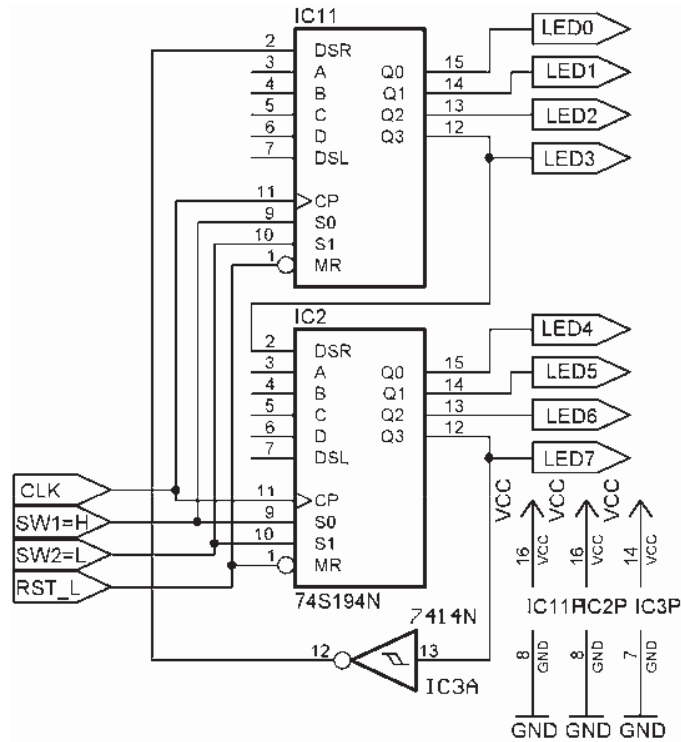 IC11
2 DSR
3 A Q0 15 LED0
4 B Q1 14 LED1
5 C Q2 13 LED2
6 D Q3 12 LED3
7 DSL
11 CP
9 S0
10 S1
1 MR
IC2
2 DSR
3 A Q0 15 LED4
4 B Q1 14 LED5
5 C Q2 13 LED6
6 D Q3 12 LED7
7 DSL
CLK 11 CP
SW1=H 9 S0
SW2=L 10 S1
RST_L 1 MR
74S194N
7414N
12 13
IC3A
VCC VCC VCC
16 VCC 16 VCC 14 VCC
IC11P IC2P IC3P
8 GND 8 GND 7 GND
GND GND GND